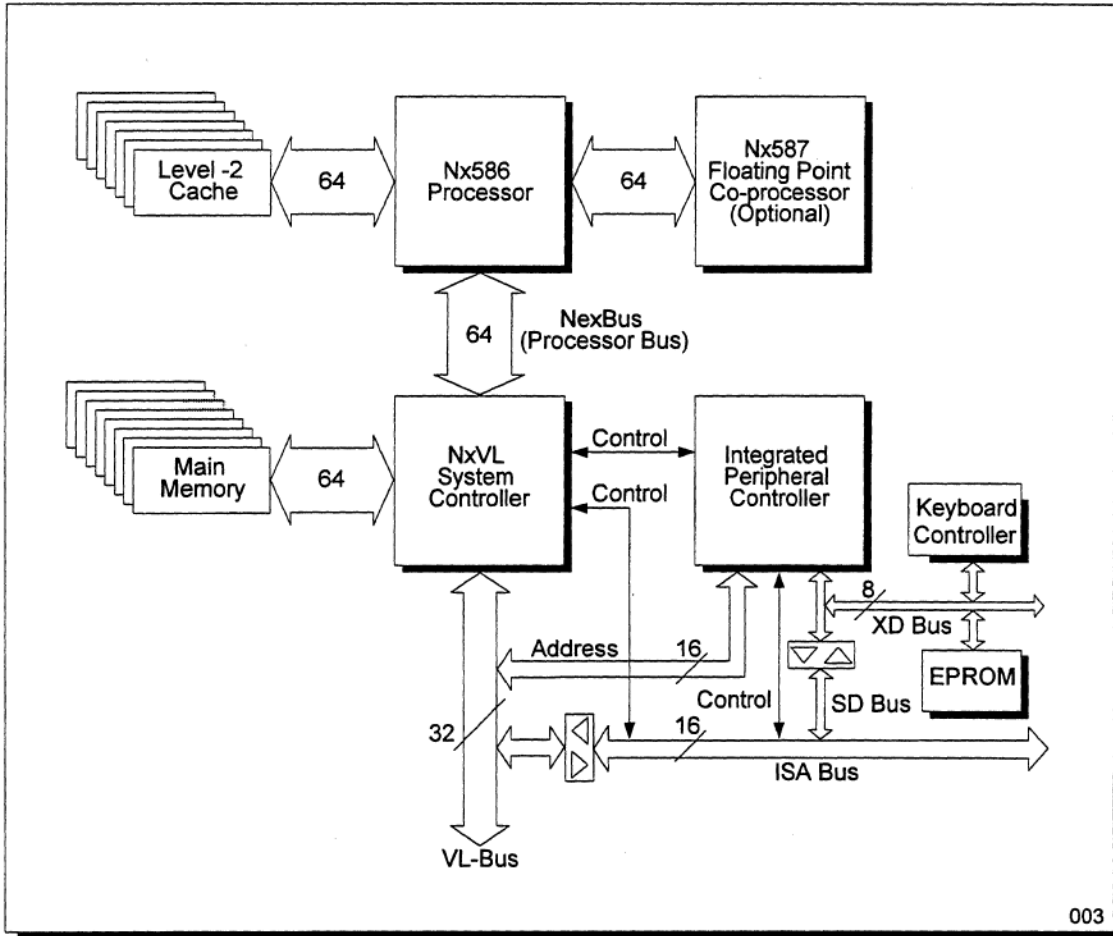 Level -2
Cache
64
Nx586
Processor
64
Nx587
Floating Point
Co-processor
(Optional)
64
NexBus
(Processor Bus)
Main
Memory
64
NxVL
System
Controller
Control
Control
Integrated
Peripheral
Controller
Keyboard
Controller
8
XD Bus
EPROM
Address
16
Control
SD Bus
32
16
ISA Bus
VL-Bus
003